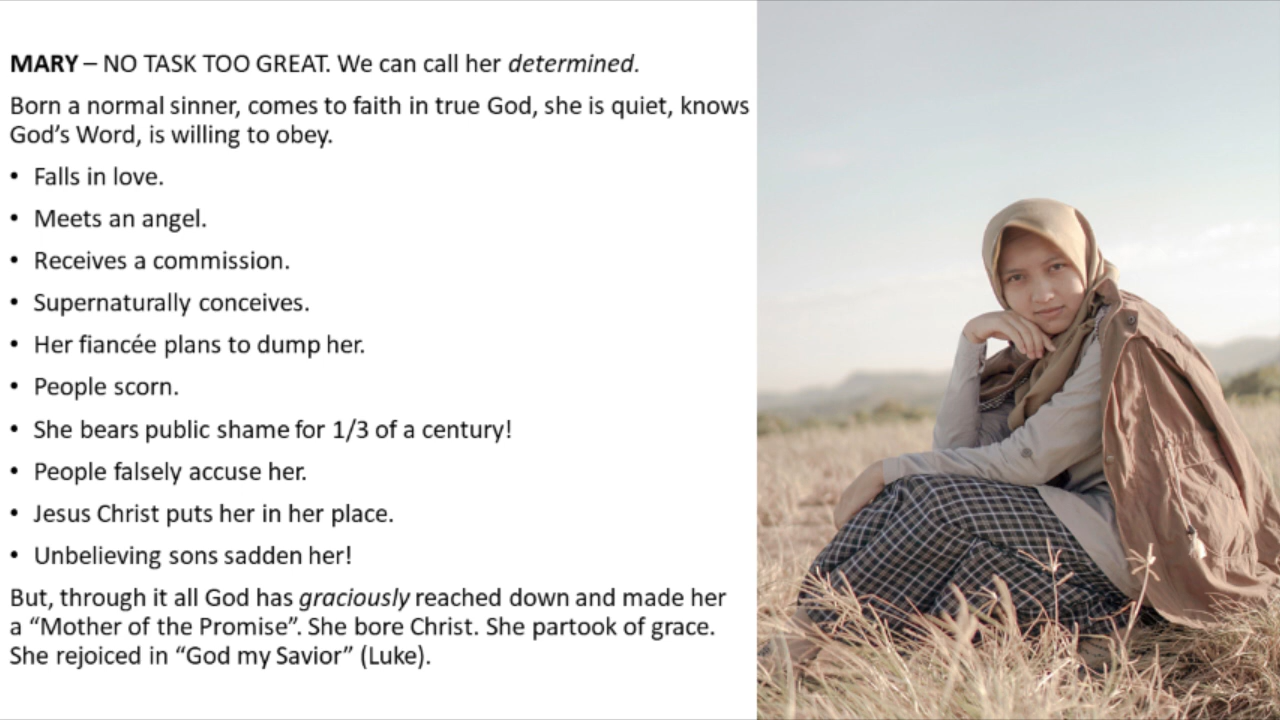 MARY – NO TASK TOO GREAT. We can call her determined.
Born a normal sinner, comes to faith in true God, she is quiet, knows
God’s Word, is willing to obey.
• Falls in love.
• Meets an angel.
• Receives a commission.
• Supernaturally conceives.
• Her fiancée plans to dump her.
• People scorn.
• She bears public shame for 1/3 of a century!
• People falsely accuse her.
• Jesus Christ puts her in her place.
• Unbelieving sons sadden her!
But, through it all God has graciously reached down and made her
a “Mother of the Promise”. She bore Christ. She partook of grace.
She rejoiced in “God my Savior” (Luke).